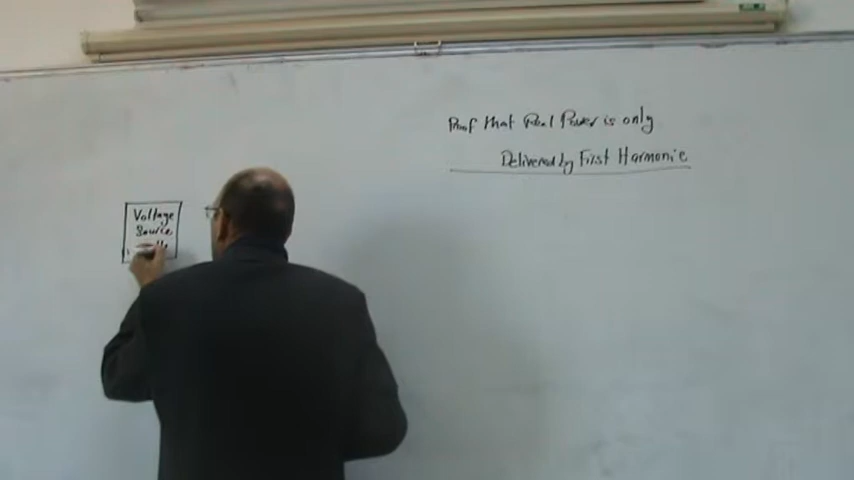 Proof that Real Power is only
Delivered by First Harmonic
Voltage
Source